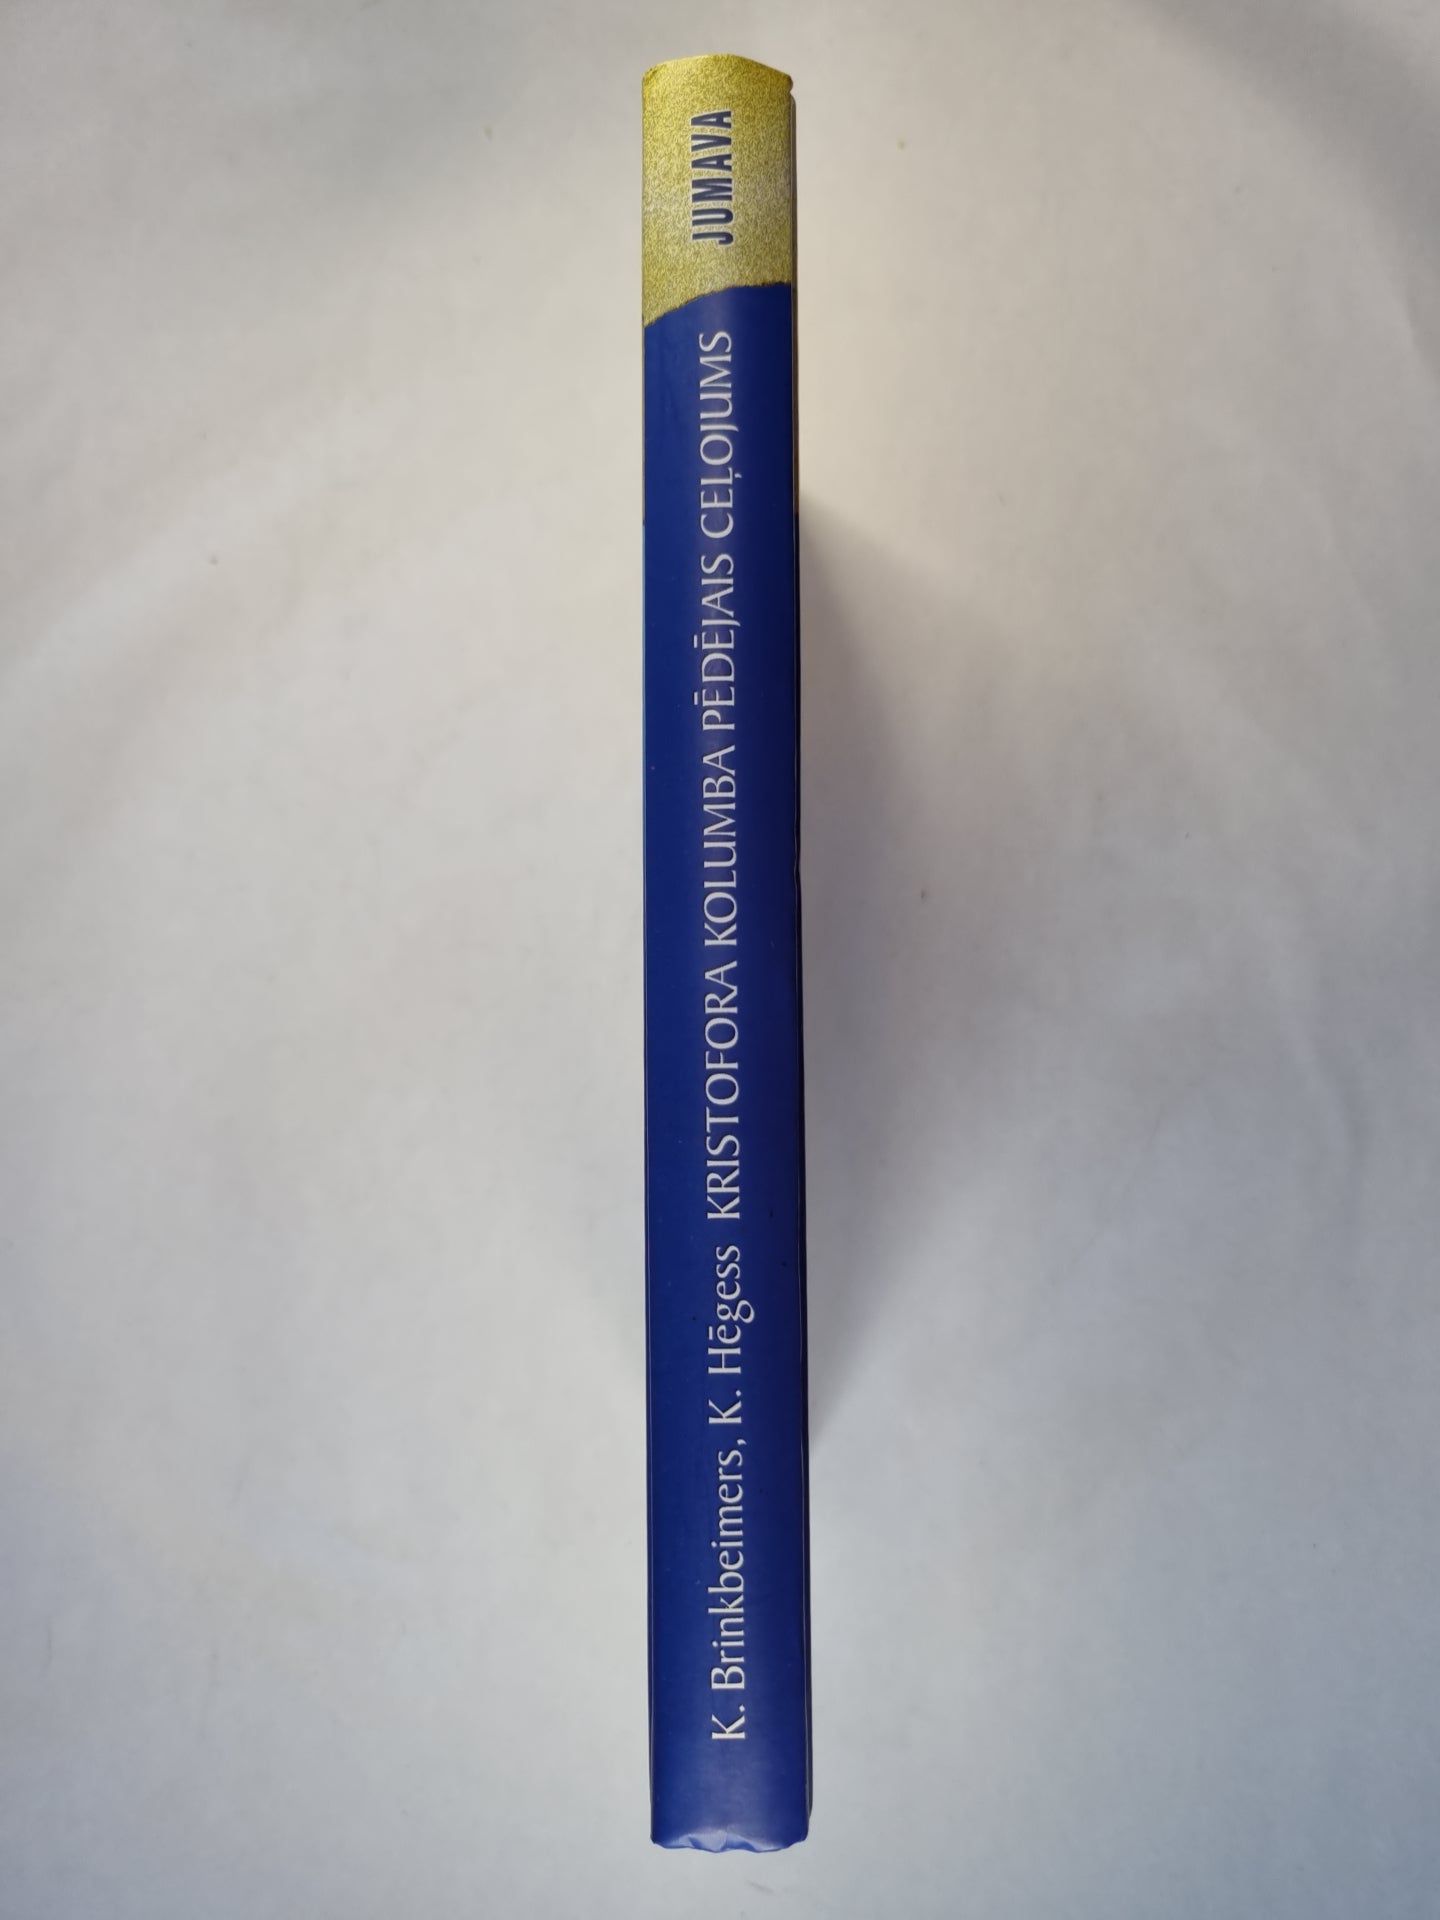 K. Brinkbeimers, K. Hēgess KRISTOFORA KOLUMBA PĒDĒJAIS CEĻOJUMS
JUMAVA